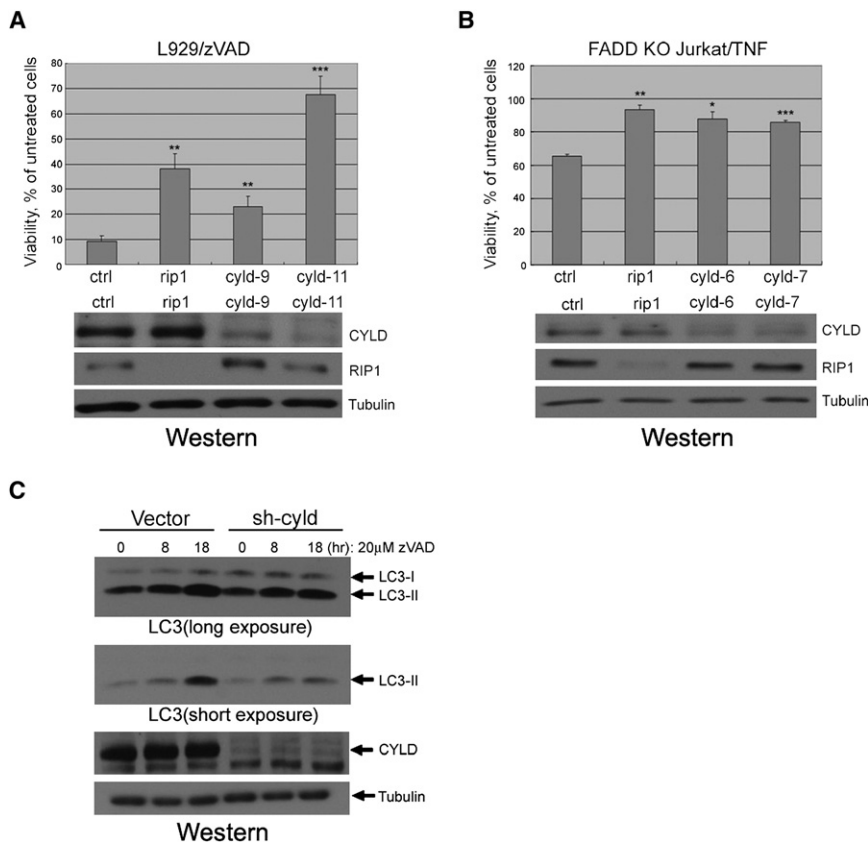 A
L929/zVAD
Viability, % of untreated cells
80
70
60
50
40
30
20
10
0
** ** ***
ctrl rip1 cyld-9 cyld-11
ctrl rip1 cyld-9 cyld-11
CYLD
RIP1
Tubulin
Western
B
FADD KO Jurkat/TNF
Viability, % of untreated cells
120
100
80
60
40
20
0
** * ***
ctrl rip1 cyld-6 cyld-7
ctrl rip1 cyld-6 cyld-7
CYLD
RIP1
Tubulin
Western
C
Vector sh-cyld
0 8 18 0 8 18 (hr): 20μM zVAD
LC3-I
LC3-II
LC3(long exposure)
LC3-II
LC3(short exposure)
CYLD
Tubulin
Western